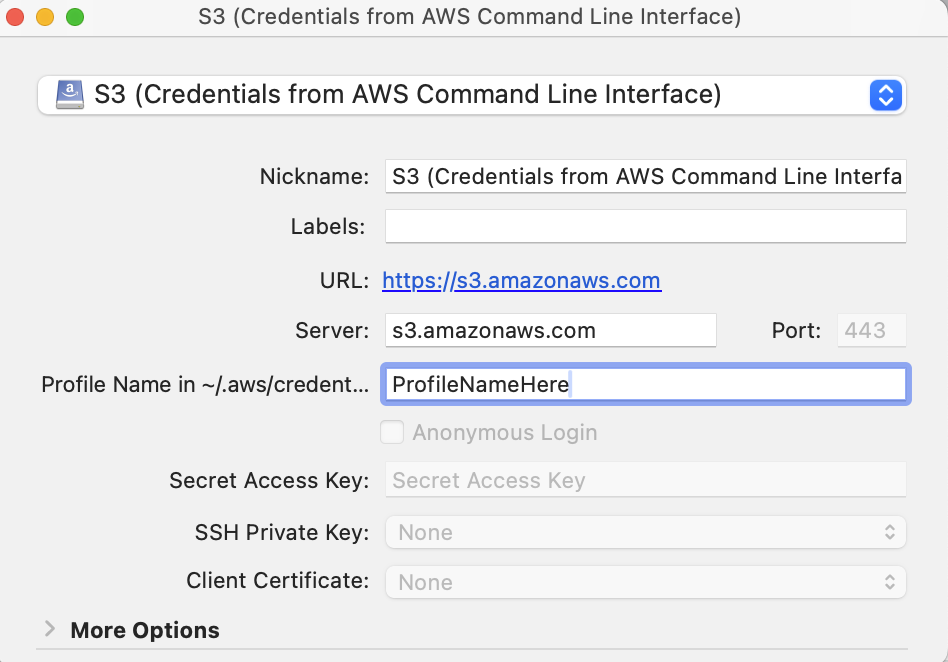 S3 (Credentials from AWS Command Line Interface)
a S3 (Credentials from AWS Command Line Interface)
Nickname: S3 (Credentials from AWS Command Line Interfa
Labels:
URL: https://s3.amazonaws.com
Server: s3.amazonaws.com Port: 443
Profile Name in ~/.aws/credent... ProfileNameHere
Anonymous Login
Secret Access Key: Secret Access Key
SSH Private Key: None
Client Certificate: None
More Options